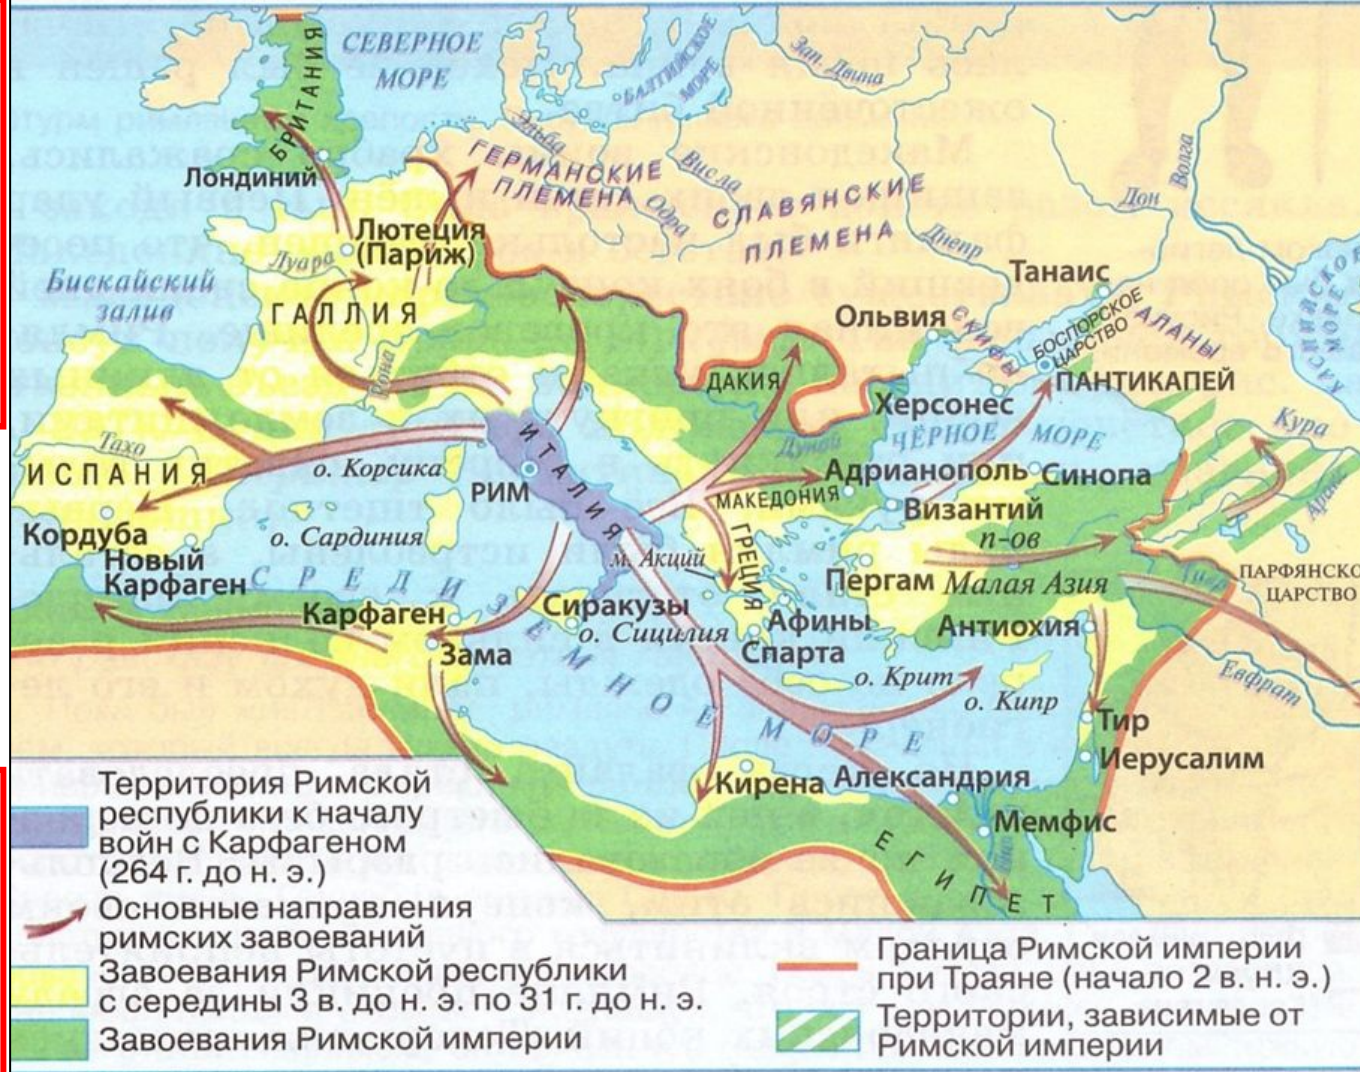 БРИТАНИЯ
СЕВЕРНОЕ
МОРЕ
БАЛТИЙСКОЕ
МОРЕ
Зап. Двина
Волга
Дон
Эльба
ГЕРМАНСКИЕ
ПЛЕМЕНА
Одра
Висла
СЛАВЯНСКИЕ
ПЛЕМЕНА
Днепр
Лондиний
Лютеция
(Париж)
Луара
Бискайский
залив
ГАЛЛИЯ
Рона
Танаис
Ольвия
СКИФЫ
БОСПОРСКОЕ
ЦАРСТВО
АЛАНЫ
ПАНТИКАПЕЙ
ДАКИЯ
Херсонес
ЧЁРНОЕ МОРЕ
Дунай
Кура
Тахо
ИСПАНИЯ
о. Корсика
ИТАЛИЯ
РИМ
Адрианополь
Синопа
МАКЕДОНИЯ
Византий
п-ов
Малая Азия
Кордуба
Новый
Карфаген
о. Сардиния
ГРЕЦИЯ
м. Акций
Пергам
ПАРФЯНСКО
ЦАРСТВО
СРЕДИЗЕМНОЕ МОРЕ
Карфаген
Сиракузы
о. Сицилия
Афины
Антиохия
Зама
Спарта
о. Крит
о. Кипр
Евфрат
Тир
Иерусалим
Кирена
Александрия
Мемфис
ЕГИПЕТ
Территория Римской
республики к началу
войн с Карфагеном
(264 г. до н. э.)
Основные направления
римских завоеваний
Завоевания Римской республики
с середины 3 в. до н. э. по 31 г. до н. э.
Завоевания Римской империи
Граница Римской империи
при Траяне (начало 2 в. н. э.)
Территории, зависимые от
Римской империи